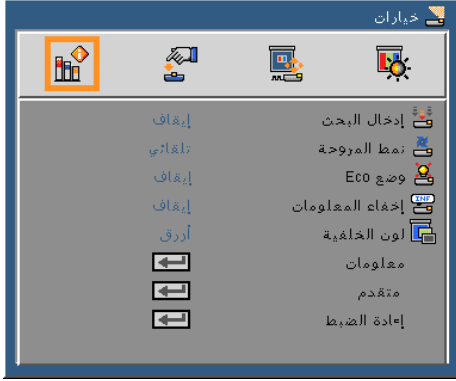 خيارات
إدخال البحث إيقاف
نمط المروحة تلقائي
وضع Eco إيقاف
إخفاء المعلومات إيقاف
INF
لون الخلفية أزرق
معلومات
متقدم
إعادة الضبط